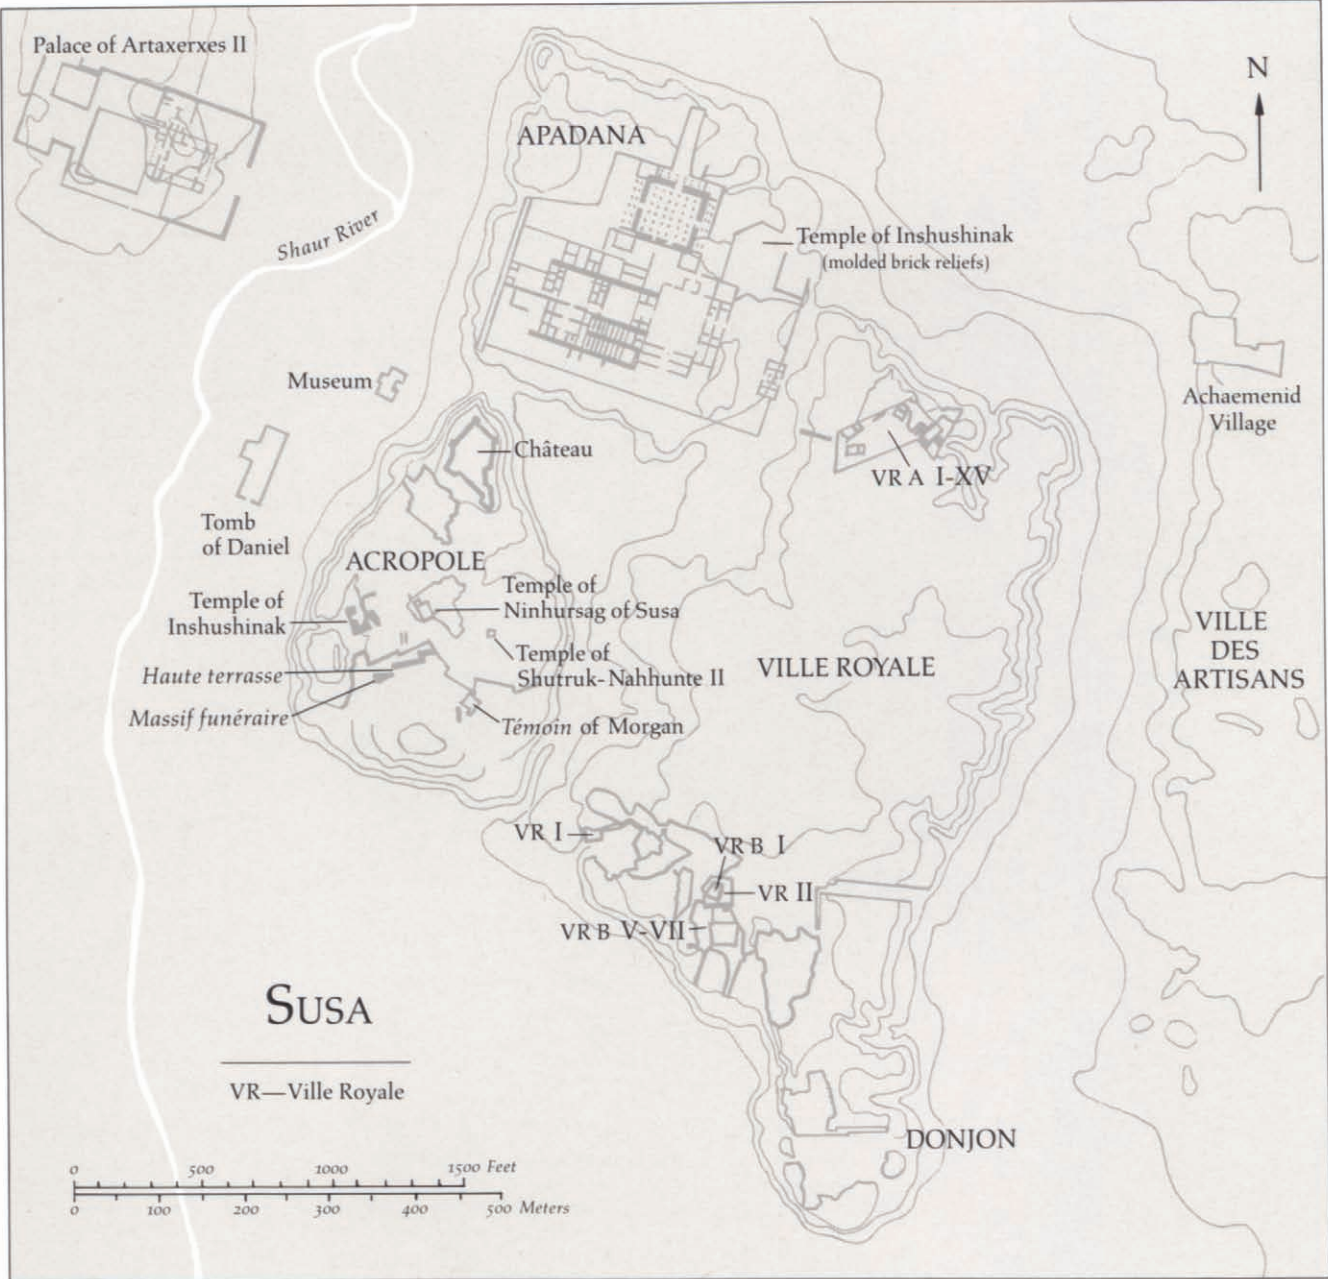 Palace of Artaxerxes II
N
APADANA
Shaur River
Temple of Inshushinak
(molded brick reliefs)
Museum
Achaemenid
Village
Château
VR A I-XV
Tomb
of Daniel
ACROPOLE
Temple of
Ninhursag of Susa
Temple of
Inshushinak
VILLE
DES
ARTISANS
Temple of
Shutruk-Nahhunte II
VILLE ROYALE
Haute terrasse
Massif funéraire
Témoin of Morgan
VR I
VR B I
VR II
VR B V-VII
SUSA
VR—Ville Royale
DONJON
0 500 1000 1500 Feet
0 100 200 300 400 500 Meters